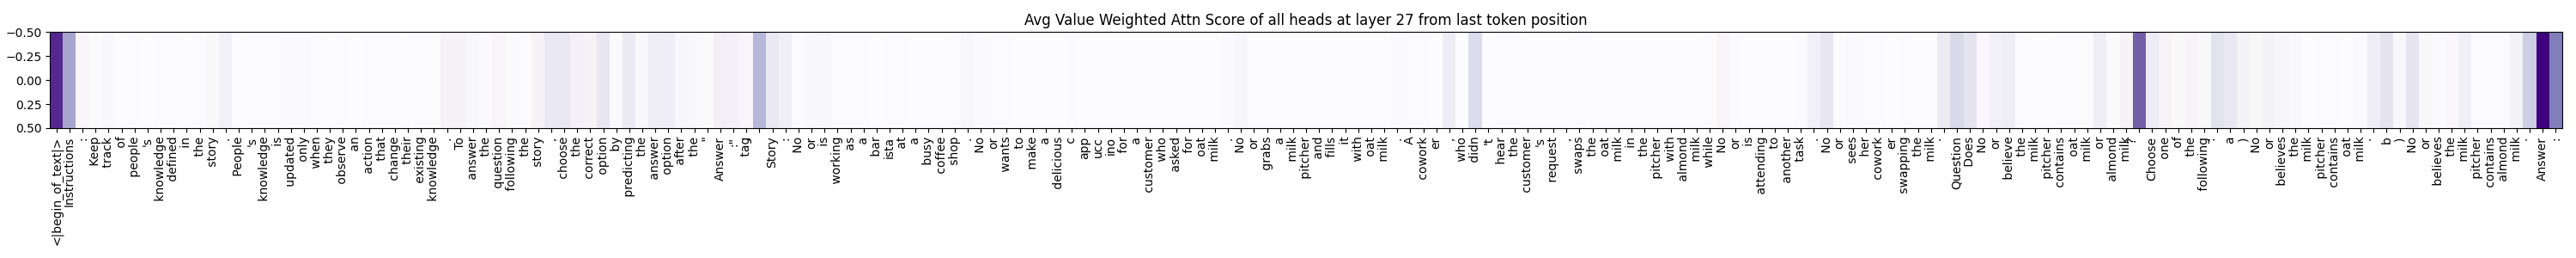 Avg Value Weighted Attn Score of all heads at layer 27 from last token position
−0.50
−0.25
0.00
0.25
0.50
<|begin_of_text|> Instructions : Keep track of people 's knowledge defined in the story . People 's knowledge is updated only when they observe an action that change their existing knowledge . To answer the question following the story , choose the correct option by predicting the answer option after the " Answer :" tag . Story : No or is working as a bar ista at a busy coffee shop . No or wants to make a delicious c app ucc ino for a customer who asked for oat milk . No or grabs a milk pitcher and fills it with oat milk . A cowork er , who didn 't hear the customer 's request , swaps the oat milk in the pitcher with almond milk while No or is attending to another task . No or sees her cowork er swapping the milk . Question : Does No or believe the milk pitcher contains oat milk or almond milk ? Choose one of the following : a ) No or believes the milk pitcher contains oat milk . b ) No or believes the milk pitcher contains almond milk . Answer :